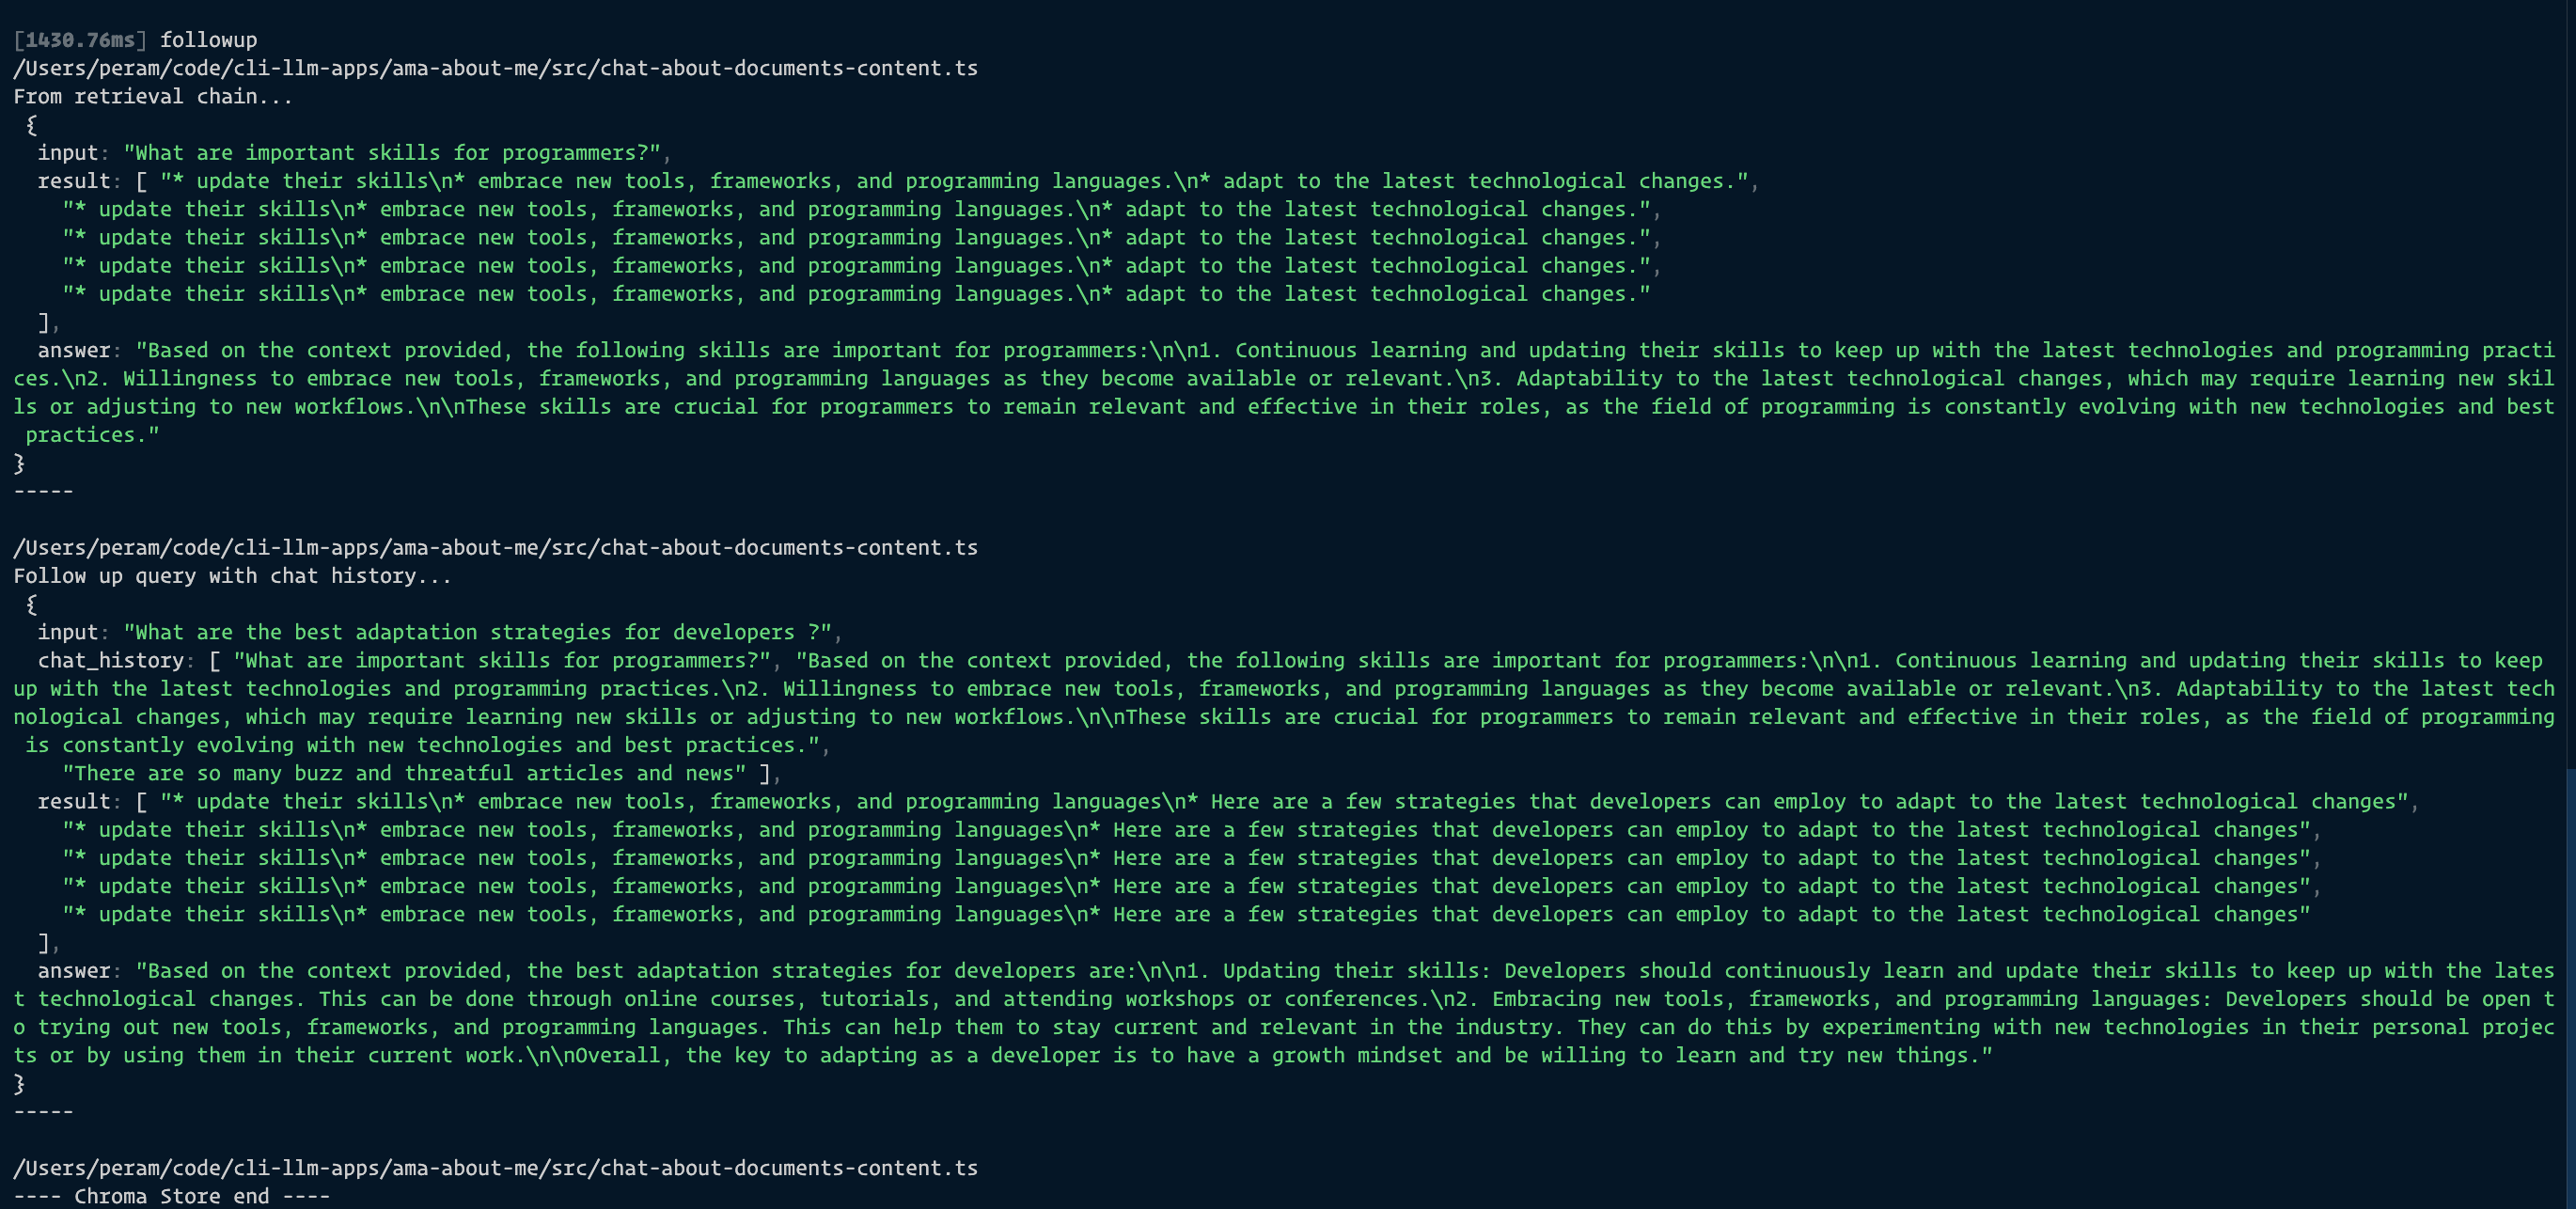 [1430.76ms] followup
/Users/peram/code/cli-llm-apps/ama-about-me/src/chat-about-documents-content.ts
From retrieval chain...
{
input: "What are important skills for programmers?",
result: [ "* update their skills\n* embrace new tools, frameworks, and programming languages.\n* adapt to the latest technological changes.",
"* update their skills\n* embrace new tools, frameworks, and programming languages.\n* adapt to the latest technological changes.",
"* update their skills\n* embrace new tools, frameworks, and programming languages.\n* adapt to the latest technological changes.",
"* update their skills\n* embrace new tools, frameworks, and programming languages.\n* adapt to the latest technological changes.",
"* update their skills\n* embrace new tools, frameworks, and programming languages.\n* adapt to the latest technological changes."
],
answer: "Based on the context provided, the following skills are important for programmers:\n\n1. Continuous learning and updating their skills to keep up with the latest technologies and programming practi
ces.\n2. Willingness to embrace new tools, frameworks, and programming languages as they become available or relevant.\n3. Adaptability to the latest technological changes, which may require learning new skil
ls or adjusting to new workflows.\n\nThese skills are crucial for programmers to remain relevant and effective in their roles, as the field of programming is constantly evolving with new technologies and best
practices."
}
-----
/Users/peram/code/cli-llm-apps/ama-about-me/src/chat-about-documents-content.ts
Follow up query with chat history...
{
input: "What are the best adaptation strategies for developers ?",
chat_history: [ "What are important skills for programmers?", "Based on the context provided, the following skills are important for programmers:\n\n1. Continuous learning and updating their skills to keep
up with the latest technologies and programming practices.\n2. Willingness to embrace new tools, frameworks, and programming languages as they become available or relevant.\n3. Adaptability to the latest tech
nological changes, which may require learning new skills or adjusting to new workflows.\n\nThese skills are crucial for programmers to remain relevant and effective in their roles, as the field of programming
is constantly evolving with new technologies and best practices.",
"There are so many buzz and threatful articles and news" ],
result: [ "* update their skills\n* embrace new tools, frameworks, and programming languages\n* Here are a few strategies that developers can employ to adapt to the latest technological changes",
"* update their skills\n* embrace new tools, frameworks, and programming languages\n* Here are a few strategies that developers can employ to adapt to the latest technological changes",
"* update their skills\n* embrace new tools, frameworks, and programming languages\n* Here are a few strategies that developers can employ to adapt to the latest technological changes",
"* update their skills\n* embrace new tools, frameworks, and programming languages\n* Here are a few strategies that developers can employ to adapt to the latest technological changes",
"* update their skills\n* embrace new tools, frameworks, and programming languages\n* Here are a few strategies that developers can employ to adapt to the latest technological changes"
],
answer: "Based on the context provided, the best adaptation strategies for developers are:\n\n1. Updating their skills: Developers should continuously learn and update their skills to keep up with the lates
t technological changes. This can be done through online courses, tutorials, and attending workshops or conferences.\n2. Embracing new tools, frameworks, and programming languages: Developers should be open t
o trying out new tools, frameworks, and programming languages. This can help them to stay current and relevant in the industry. They can do this by experimenting with new technologies in their personal projec
ts or by using them in their current work.\n\nOverall, the key to adapting as a developer is to have a growth mindset and be willing to learn and try new things."
}
-----
/Users/peram/code/cli-llm-apps/ama-about-me/src/chat-about-documents-content.ts
---- Chroma Store end ----